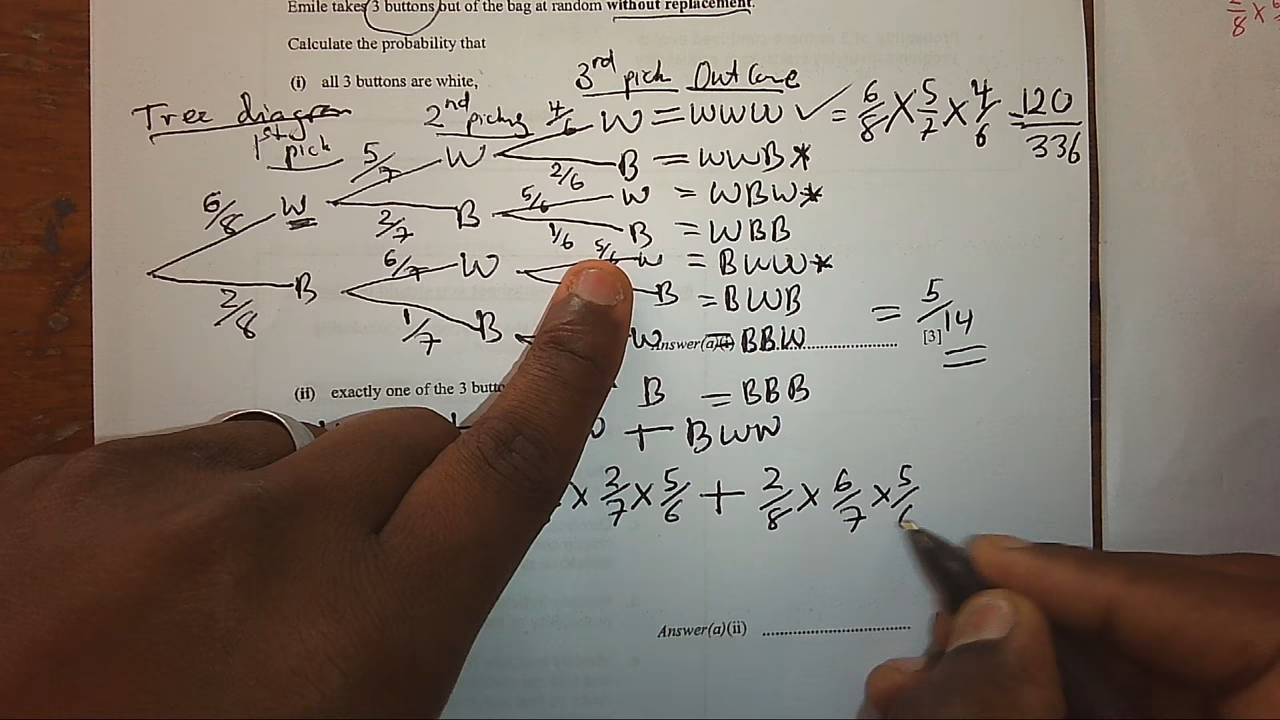 Emile takes 3 buttons out of the bag at random without replacement.
Calculate the probability that
(i) all 3 buttons are white,
Tree diagram
1st pick
2nd picking
3rd pick Outcome
6/8 W
2/8 B
5/7 W
2/7 B
6/7 W
1/7 B
4/6 W = WWW ✓ = 6/8 X 5/7 X 4/6 = 120/336
2/6 B = WWB*
5/6 W = WBW*
1/6 B = WBB
5/6 W = BWW*
B = BWB
W = BBW
B = BBB
= 5/14
Answer(a)(i) ........................ [3]
(ii) exactly one of the 3
+ BWW
X 2/7 X 5/6 + 2/8 X 6/7 X 5/6
Answer(a)(ii) ........................